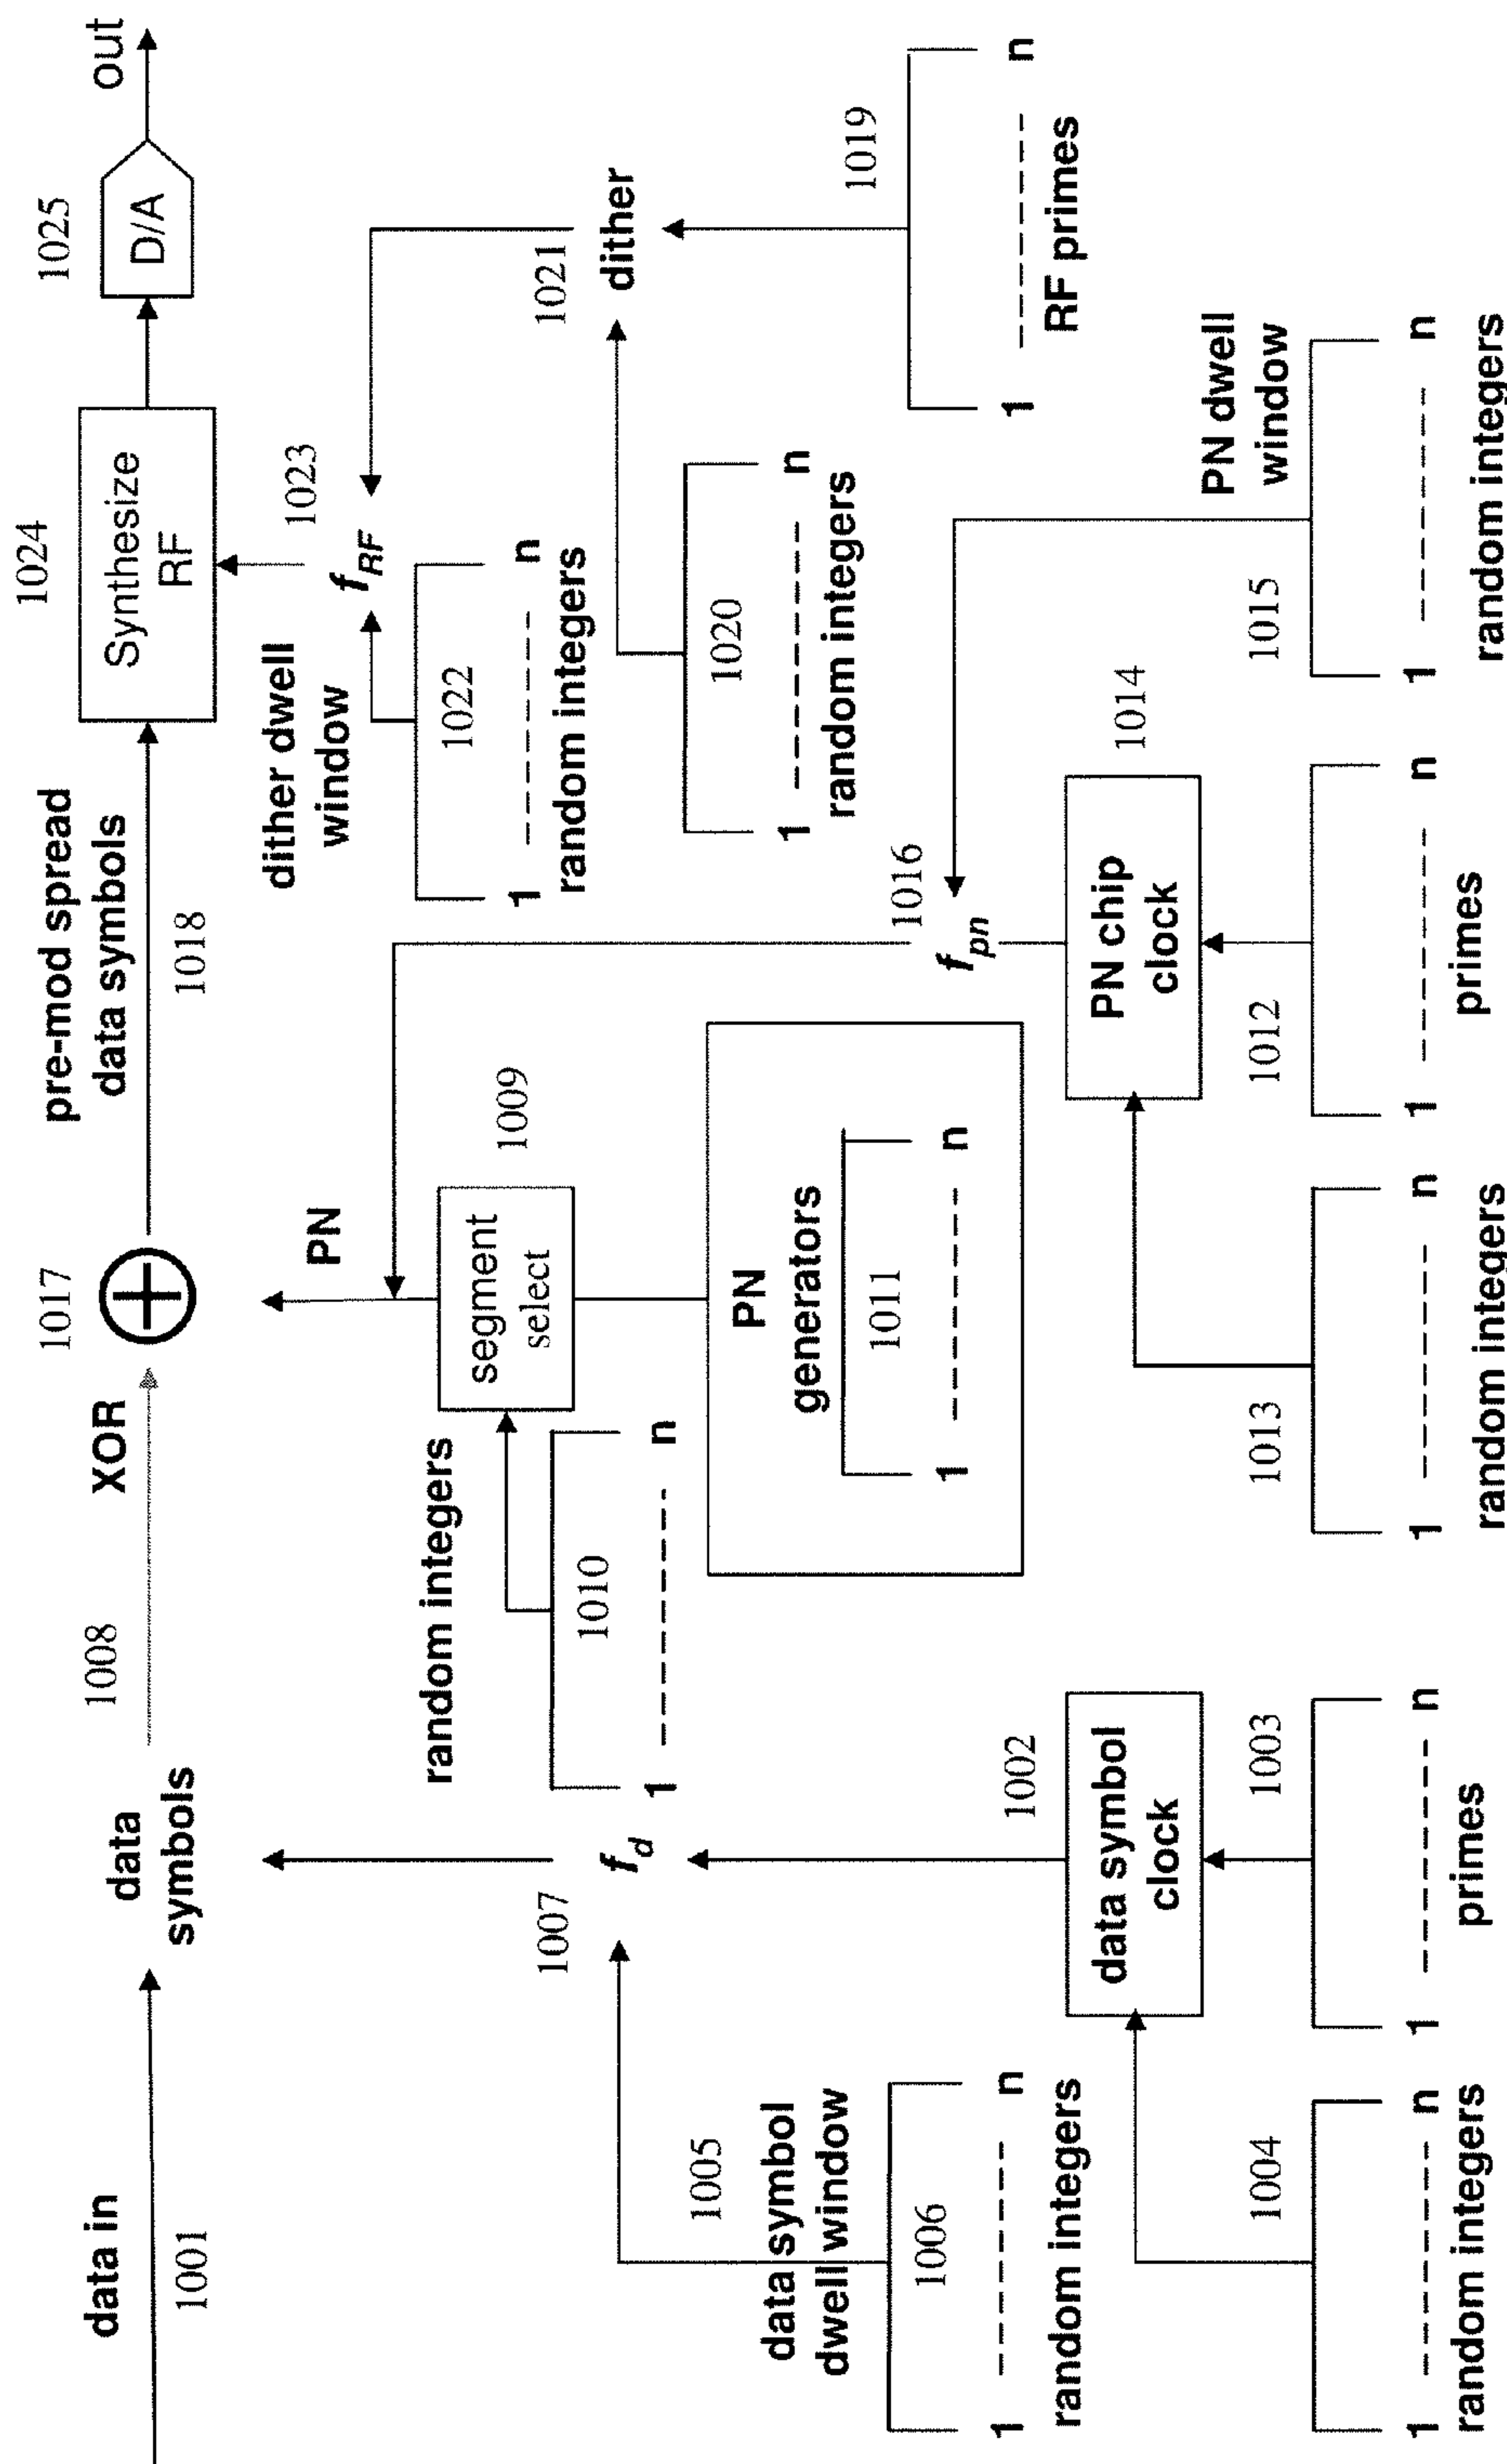 data in
1001
data
symbols
1008
XOR
1017
pre-mod spread
data symbols
1018
1024
Synthesize
RF
1025
D/A
out
1007
f_d
data symbol
dwell window
1005
1006
1 n
random integers
1002
data symbol
clock
1004
1 n
random integers
1003
1 n
primes
random integers
1010
1 n
PN
segment
select
1009
PN
generators
1011
1 n
1016
f_pn
PN chip
clock
1014
1013
1 n
random integers
1012
1 n
primes
PN dwell
window
1015
1 n
random integers
dither dwell
window
f_RF
1023
1022
1 n
random integers
1021
dither
1020
1 n
random integers
1019
1 n
RF primes